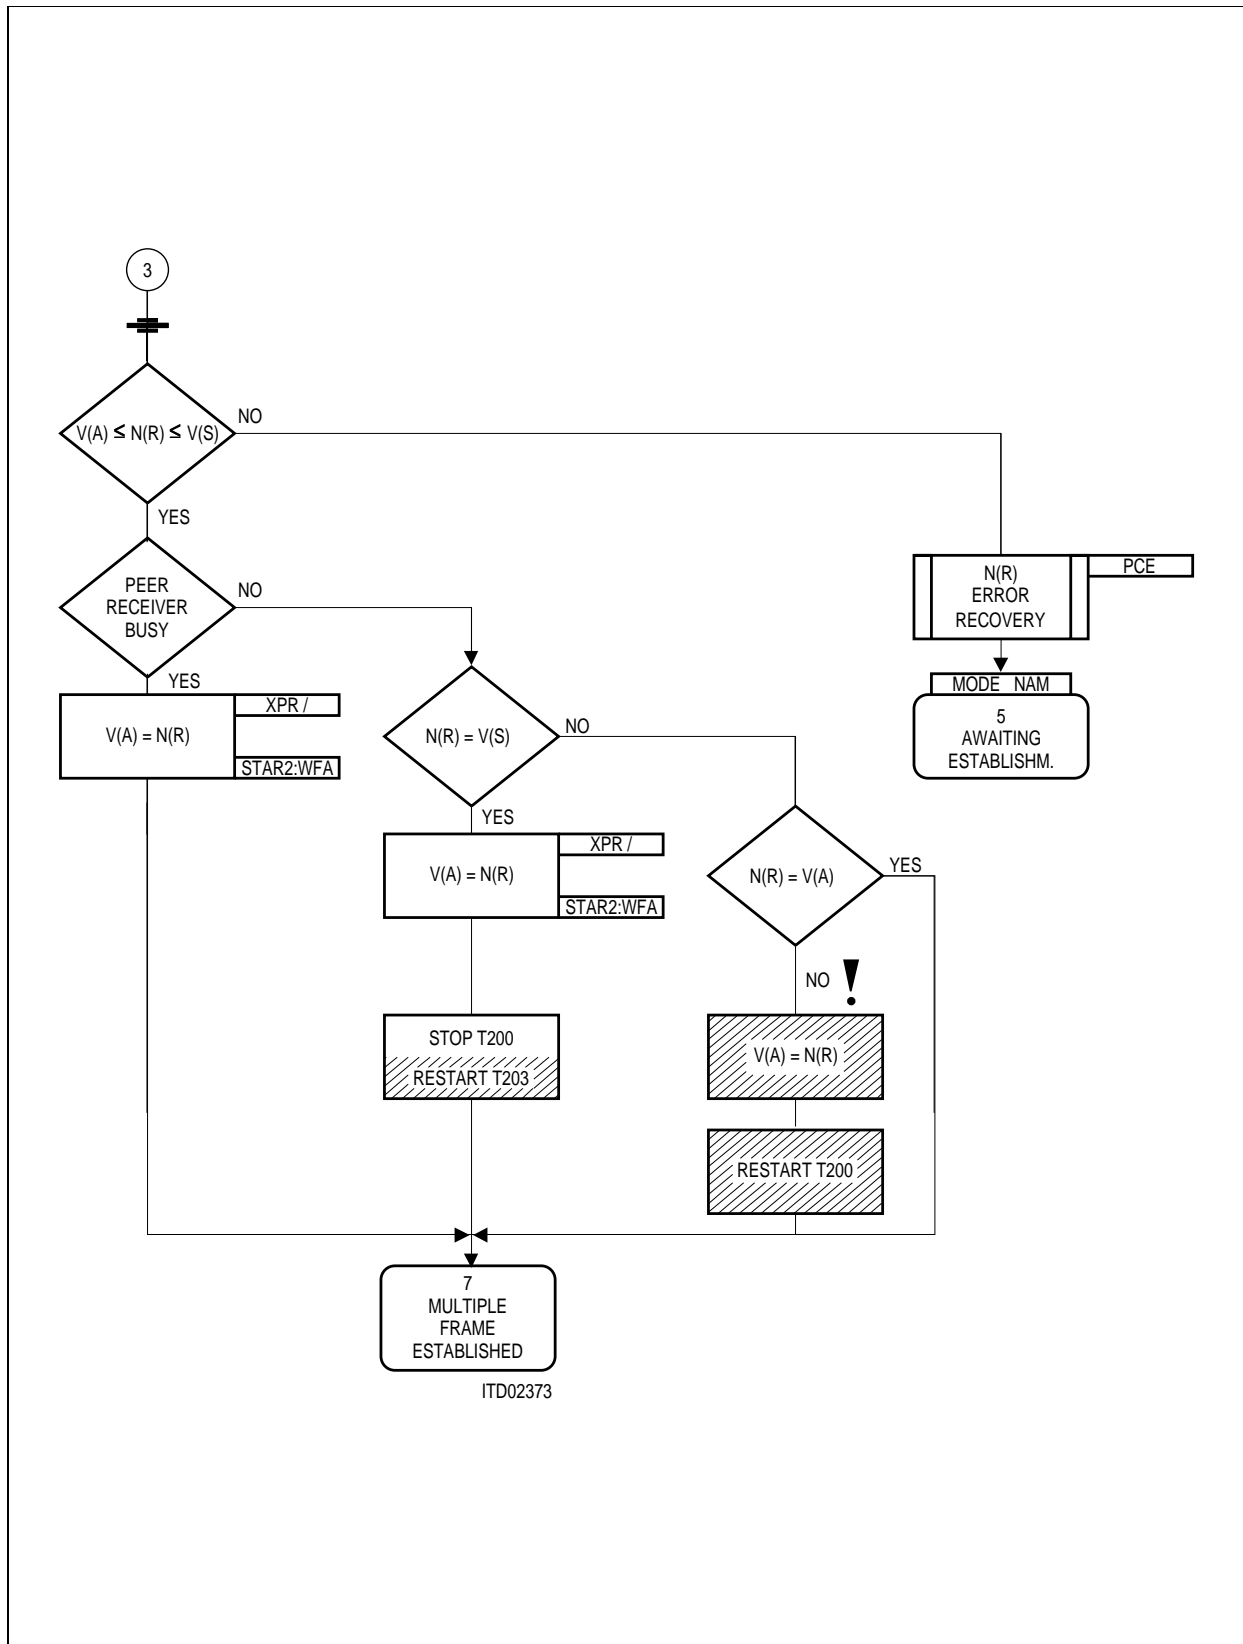 3
V(A) ≤ N(R) ≤ V(S)
NO
YES
PEER
RECEIVER
BUSY
NO
YES
N(R)
ERROR
RECOVERY
PCE
MODE NAM
5
AWAITING
ESTABLISHM.
V(A) = N(R)
XPR /
STAR2:WFA
N(R) = V(S)
NO
YES
V(A) = N(R)
XPR /
STAR2:WFA
N(R) = V(A)
YES
NO !
STOP T200
RESTART T203
V(A) = N(R)
RESTART T200
7
MULTIPLE
FRAME
ESTABLISHED
ITD02373